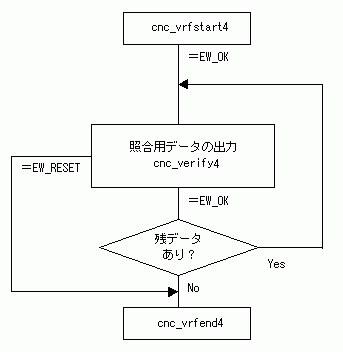 cnc_vrfstart4
=EW_OK
照合用データの出力
cnc_verify4
=EW_RESET
=EW_OK
残データ
あり?
Yes
No
cnc_vrfend4